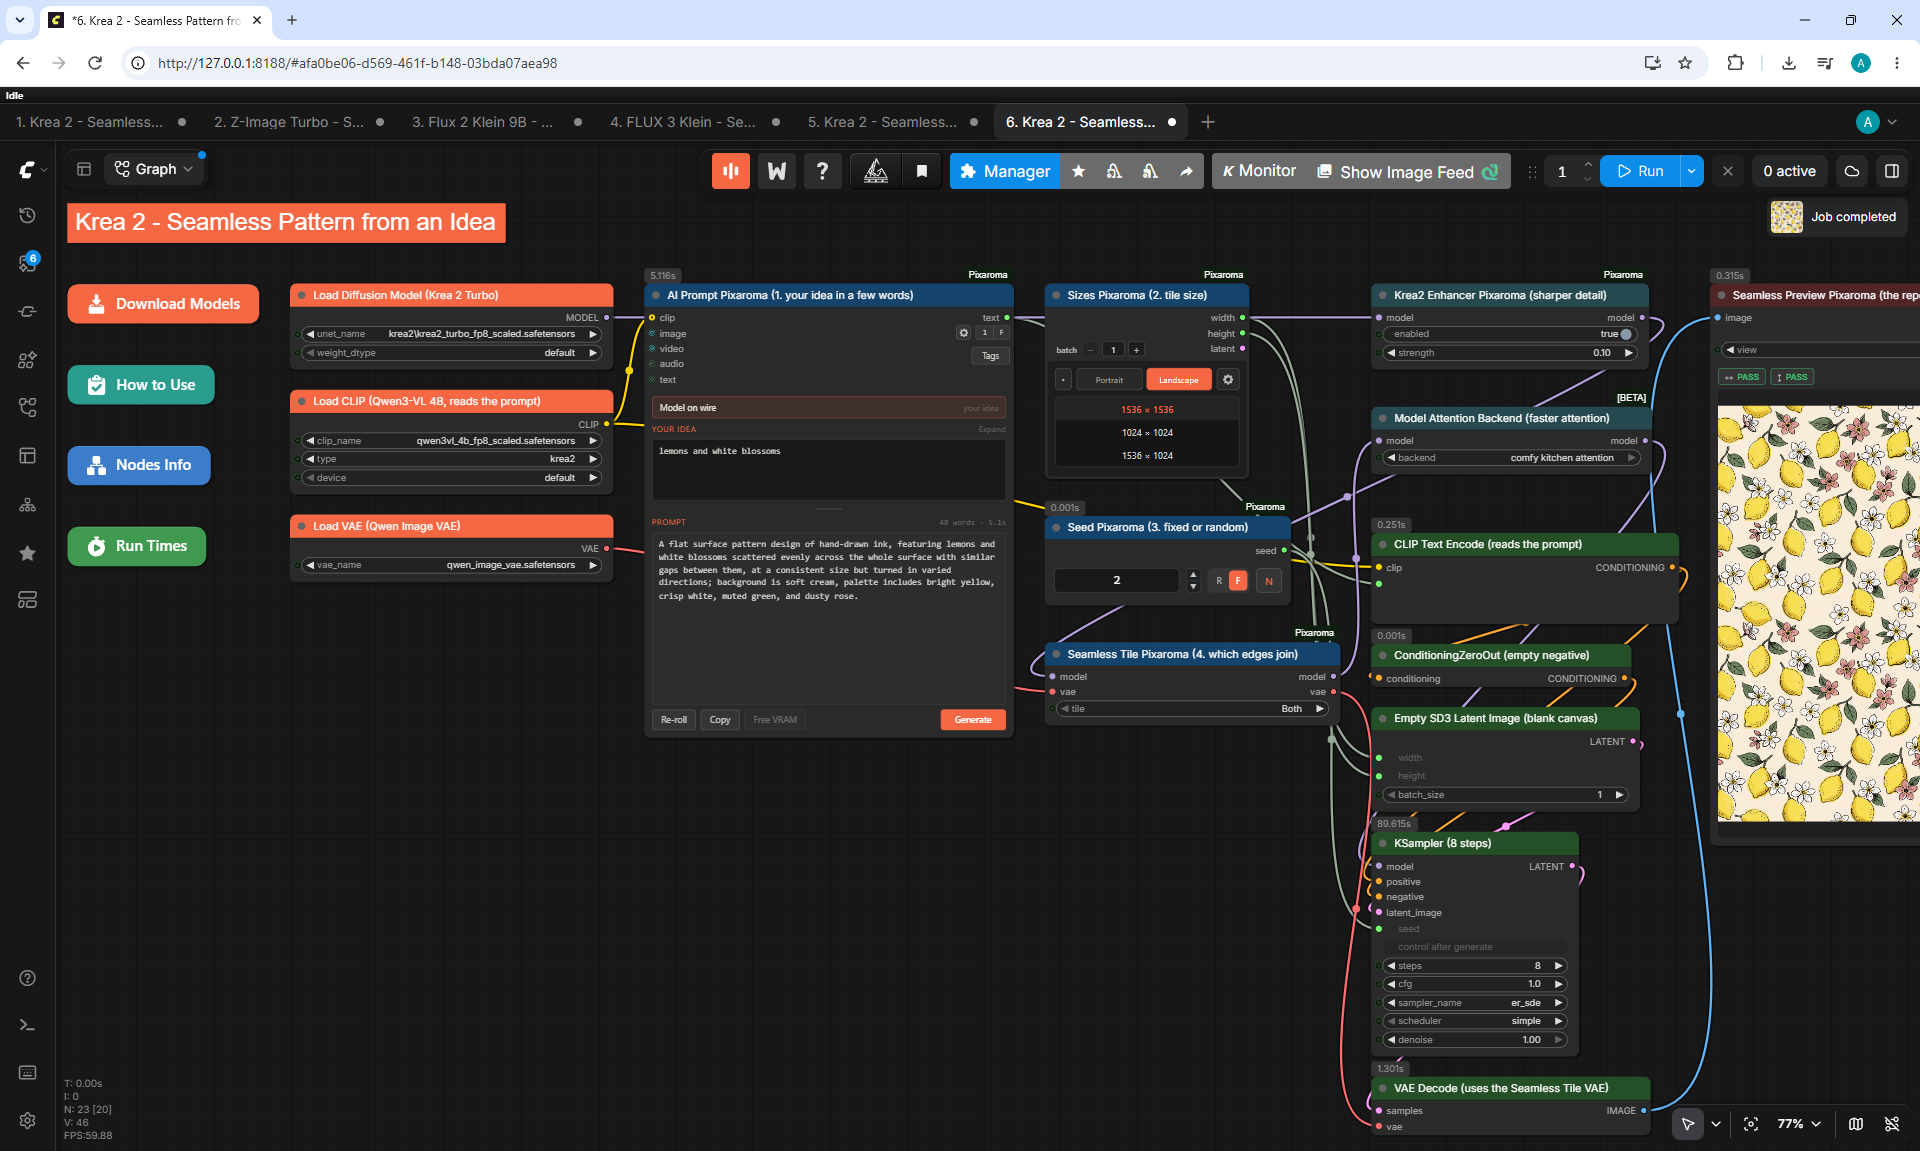 *6. Krea 2 - Seamless Pattern fr
http://127.0.0.1:8188/#afa0be06-d569-461f-b148-03bda07aea98
A
Idle
1. Krea 2 - Seamless...
2. Z-Image Turbo - S...
3. Flux 2 Klein 9B - ...
4. FLUX 3 Klein - Se...
5. Krea 2 - Seamless...
6. Krea 2 - Seamless...
A
Graph
W
?
Manager
K Monitor
Show Image Feed
1
Run
0 active
Krea 2 - Seamless Pattern from an Idea
Job completed
6
Download Models
How to Use
Nodes Info
Run Times
Load Diffusion Model (Krea 2 Turbo)
MODEL
unet_name krea2\krea2_turbo_fp8_scaled.safetensors
weight_dtype default
Load CLIP (Qwen3-VL 4B, reads the prompt)
CLIP
clip_name qwen3vl_4b_fp8_scaled.safetensors
type krea2
device default
Load VAE (Qwen Image VAE)
VAE
vae_name qwen_image_vae.safetensors
5.116s
Pixaroma
AI Prompt Pixaroma (1. your idea in a few words)
clip text
image 1 F
video
audio
text
Tags
Model on wire your idea
YOUR IDEA Expand
lemons and white blossoms
PROMPT 48 words · 5.1s
A flat surface pattern design of hand-drawn ink, featuring lemons and
white blossoms scattered evenly across the whole surface with similar
gaps between them, at a consistent size but turned in varied
directions; background is soft cream, palette includes bright yellow,
crisp white, muted green, and dusty rose.
Re-roll
Copy
Free VRAM
Generate
Pixaroma
Sizes Pixaroma (2. tile size)
width
height
latent
batch − 1 +
Portrait
Landscape
1536 × 1536
1024 × 1024
1536 × 1024
0.001s
Pixaroma
Seed Pixaroma (3. fixed or random)
seed
2
R
F
N
Pixaroma
Seamless Tile Pixaroma (4. which edges join)
model model
vae vae
tile Both
Pixaroma
Krea2 Enhancer Pixaroma (sharper detail)
model model
enabled true
strength 0.10
[BETA]
Model Attention Backend (faster attention)
model model
backend comfy kitchen attention
0.251s
CLIP Text Encode (reads the prompt)
clip CONDITIONING
0.001s
ConditioningZeroOut (empty negative)
conditioning CONDITIONING
Empty SD3 Latent Image (blank canvas)
LATENT
width
height
batch_size 1
89.615s
KSampler (8 steps)
model LATENT
positive
negative
latent_image
seed
control after generate
steps 8
cfg 1.0
sampler_name er_sde
scheduler simple
denoise 1.00
1.301s
VAE Decode (uses the Seamless Tile VAE)
samples IMAGE
vae
0.315s
Seamless Preview Pixaroma (the rep
image
view
↔ PASS
↕ PASS
T: 0.00s
I: 0
N: 23 [20]
V: 46
FPS:59.88
77%